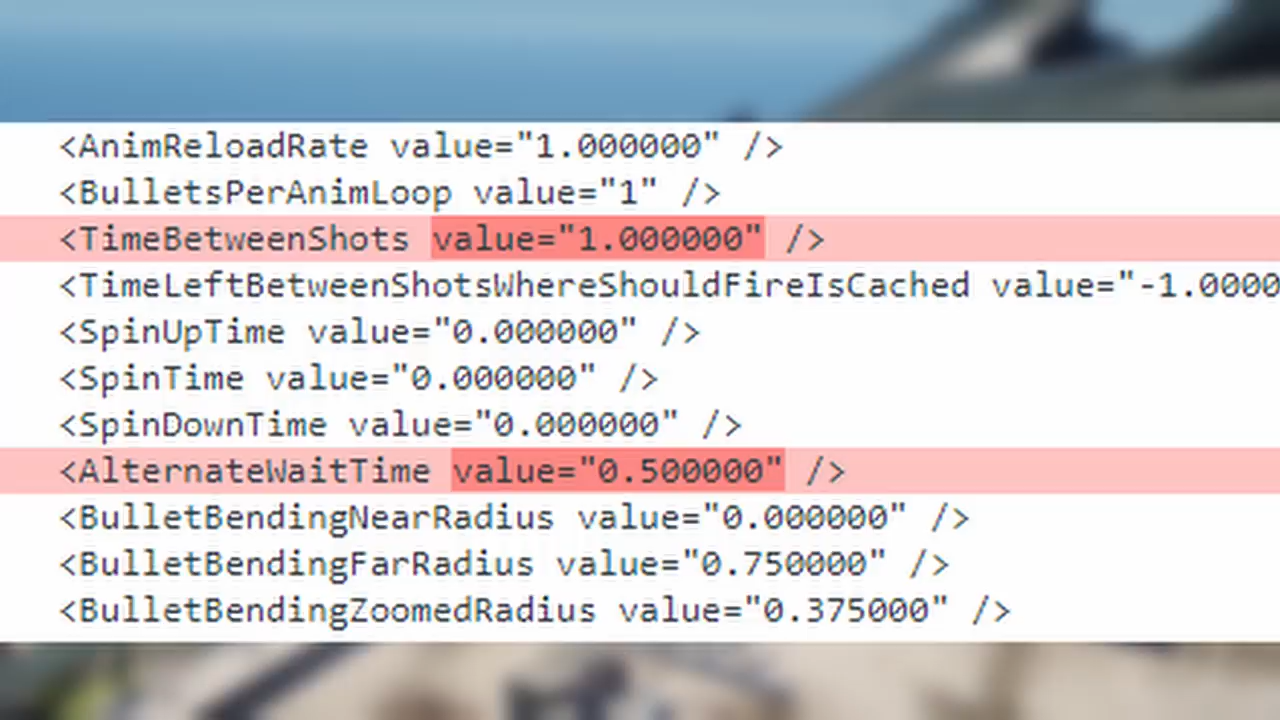 <AnimReloadRate value="1.000000" />
<BulletsPerAnimLoop value="1" />
<TimeBetweenShots value="1.000000" />
<TimeLeftBetweenShotsWhereShouldFireIsCached value="-1.0000
<SpinUpTime value="0.000000" />
<SpinTime value="0.000000" />
<SpinDownTime value="0.000000" />
<AlternateWaitTime value="0.500000" />
<BulletBendingNearRadius value="0.000000" />
<BulletBendingFarRadius value="0.750000" />
<BulletBendingZoomedRadius value="0.375000" />